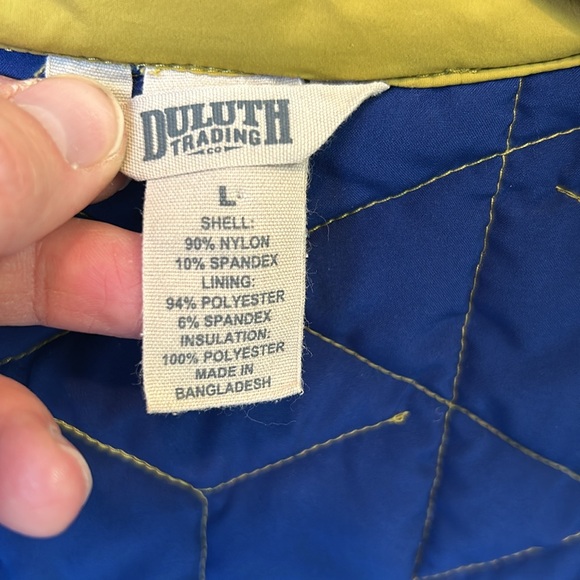 DULUTH
TRADING
CO
L
SHELL:
90% NYLON
10% SPANDEX
LINING:
94% POLYESTER
6% SPANDEX
INSULATION:
100% POLYESTER
MADE IN
BANGLADESH